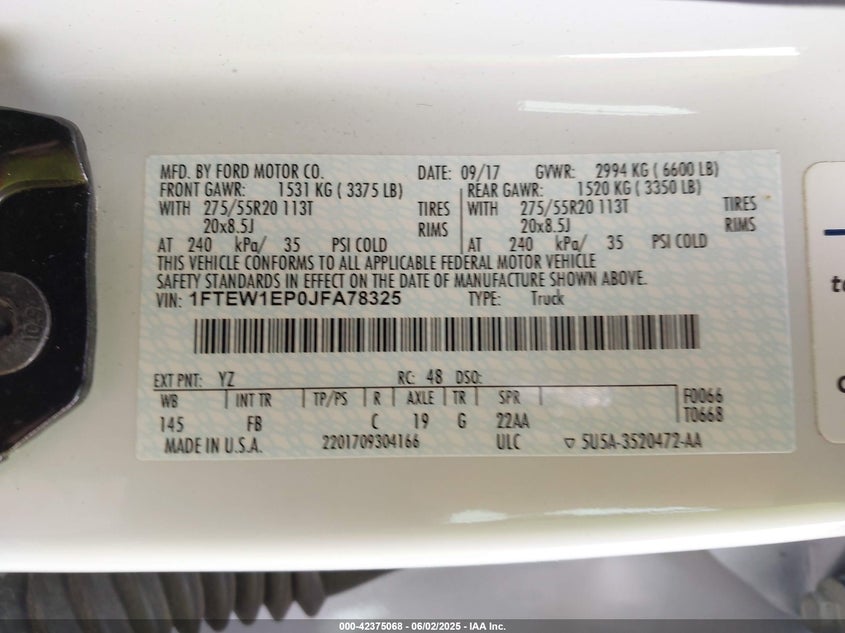 MFD. BY FORD MOTOR CO. DATE: 09/17 GVWR: 2994 KG ( 6600 LB)
FRONT GAWR: 1531 KG ( 3375 LB) REAR GAWR: 1520 KG ( 3350 LB)
WITH 275/55R20 113T TIRES WITH 275/55R20 113T TIRES
20x8.5J RIMS 20x8.5J RIMS
AT 240 kPa/ 35 PSI COLD AT 240 kPa/ 35 PSI COLD
THIS VEHICLE CONFORMS TO ALL APPLICABLE FEDERAL MOTOR VEHICLE
SAFETY STANDARDS IN EFFECT ON THE DATE OF MANUFACTURE SHOWN ABOVE.
VIN: 1FTEW1EP0JFA78325 TYPE: Truck
EXT PNT: YZ RC: 48 DSO:
WB INT TR TP/PS R AXLE TR SPR F0066
145 FB C 19 G 22AA T0668
MADE IN U.S.A. 2201709304166 ULC ▽ 5U5A-3520472-AA
000-42375068 - 06/02/2025 - IAA Inc.